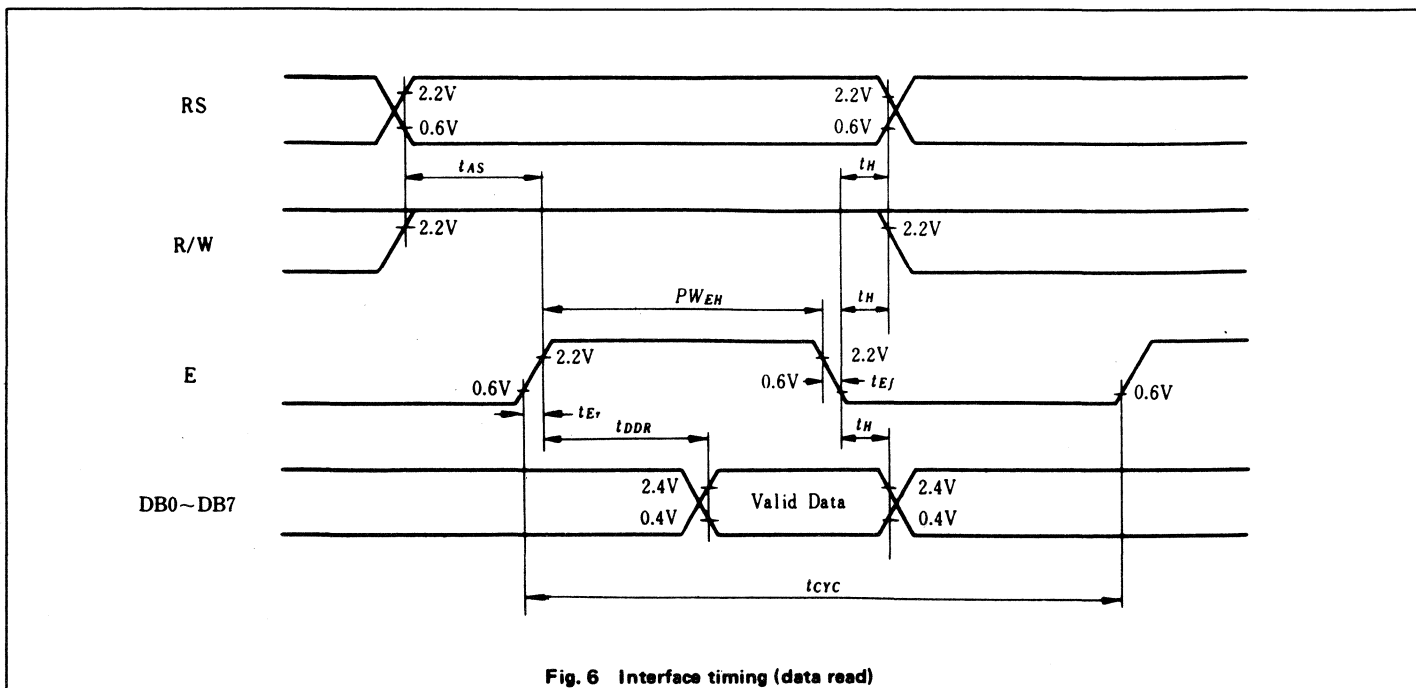 RS
2.2V
2.2V
0.6V
0.6V
tAS
tH
R/W
2.2V
2.2V
PWEH
tH
E
2.2V
2.2V
0.6V
0.6V
tEf
0.6V
tEr
tDDR
tH
DB0~DB7
2.4V
Valid Data
2.4V
0.4V
0.4V
tCYC
Fig. 6 Interface timing (data read)